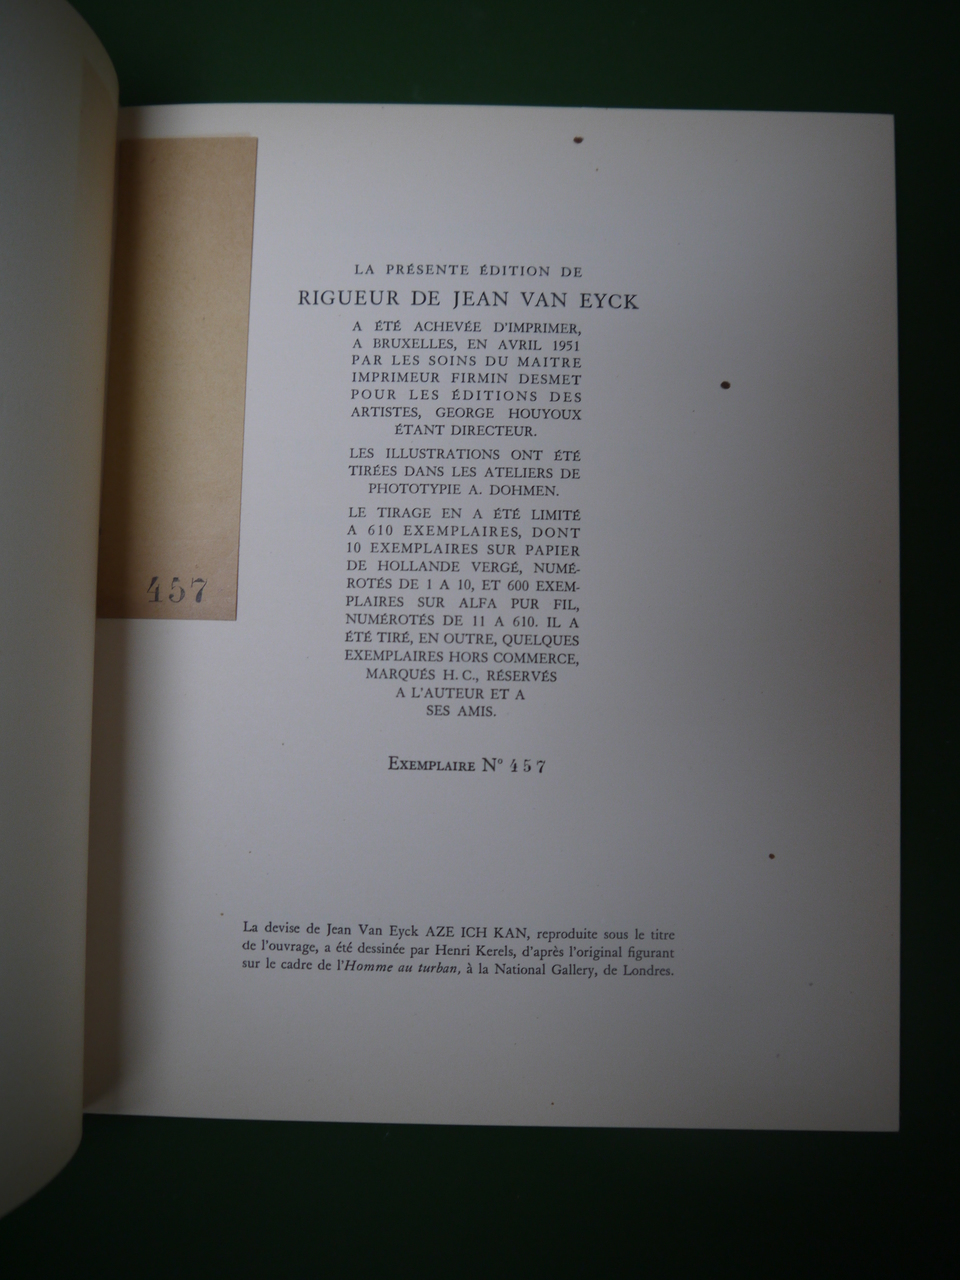 457
LA PRÉSENTE ÉDITION DE
RIGUEUR DE JEAN VAN EYCK
A ÉTÉ ACHEVÉE D'IMPRIMER,
A BRUXELLES, EN AVRIL 1951
PAR LES SOINS DU MAITRE
IMPRIMEUR FIRMIN DESMET
POUR LES ÉDITIONS DES
ARTISTES, GEORGE HOUYOUX
ÉTANT DIRECTEUR.
LES ILLUSTRATIONS ONT ÉTÉ
TIRÉES DANS LES ATELIERS DE
PHOTOTYPIE A. DOHMEN.
LE TIRAGE EN A ÉTÉ LIMITÉ
A 610 EXEMPLAIRES, DONT
10 EXEMPLAIRES SUR PAPIER
DE HOLLANDE VERGÉ, NUMÉ-
ROTÉS DE 1 A 10, ET 600 EXEM-
PLAIRES SUR ALFA PUR FIL,
NUMÉROTÉS DE 11 A 610. IL A
ÉTÉ TIRÉ, EN OUTRE, QUELQUES
EXEMPLAIRES HORS COMMERCE,
MARQUÉS H. C., RÉSERVÉS
A L'AUTEUR ET A
SES AMIS.
EXEMPLAIRE N° 457
La devise de Jean Van Eyck AZE ICH KAN, reproduite sous le titre
de l'ouvrage, a été dessinée par Henri Kerels, d'après l'original figurant
sur le cadre de l'Homme au turban, à la National Gallery, de Londres.